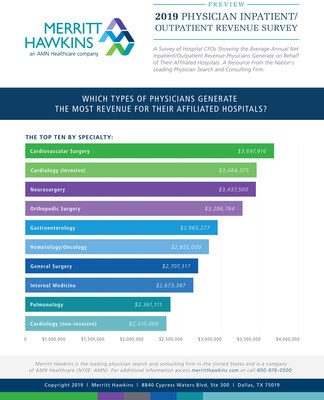 MERRITT
HAWKINS
an AMN Healthcare company
PREVIEW
2019 PHYSICIAN INPATIENT/
OUTPATIENT REVENUE SURVEY
A Survey of Hospital CFOs Showing the Average Annual Net
Inpatient/Outpatient Revenue Physicians Generate on Behalf
of Their Affiliated Hospitals. A Resource From the Nation's
Leading Physician Search and Consulting Firm.
WHICH TYPES OF PHYSICIANS GENERATE
THE MOST REVENUE FOR THEIR AFFILIATED HOSPITALS?
THE TOP TEN BY SPECIALTY:
Cardiovascular Surgery $3,697,916
Cardiology (invasive) $3,484,375
Neurosurgery $3,437,500
Orthopedic Surgery $3,286,764
Gastroenterology $2,965,277
Hematology/Oncology $2,855,000
General Surgery $2,707,317
Internal Medicine $2,673,387
Pulmonology $2,361,111
Cardiology (non-invasive) $2,310,000
0 $1,000,000 $1,500,000 $2,000,000 $2,500,000 $3,000,000 $3,500,000 $4,000,000
Merritt Hawkins is the leading physician search and consulting firm in the United States and is a company
of AMN Healthcare (NYSE: AMN). For additional information access merritthawkins.com or call 800-876-0500.
Copyright 2019 | Merritt Hawkins | 8840 Cypress Waters Blvd, Ste 300 | Dallas, TX 75019